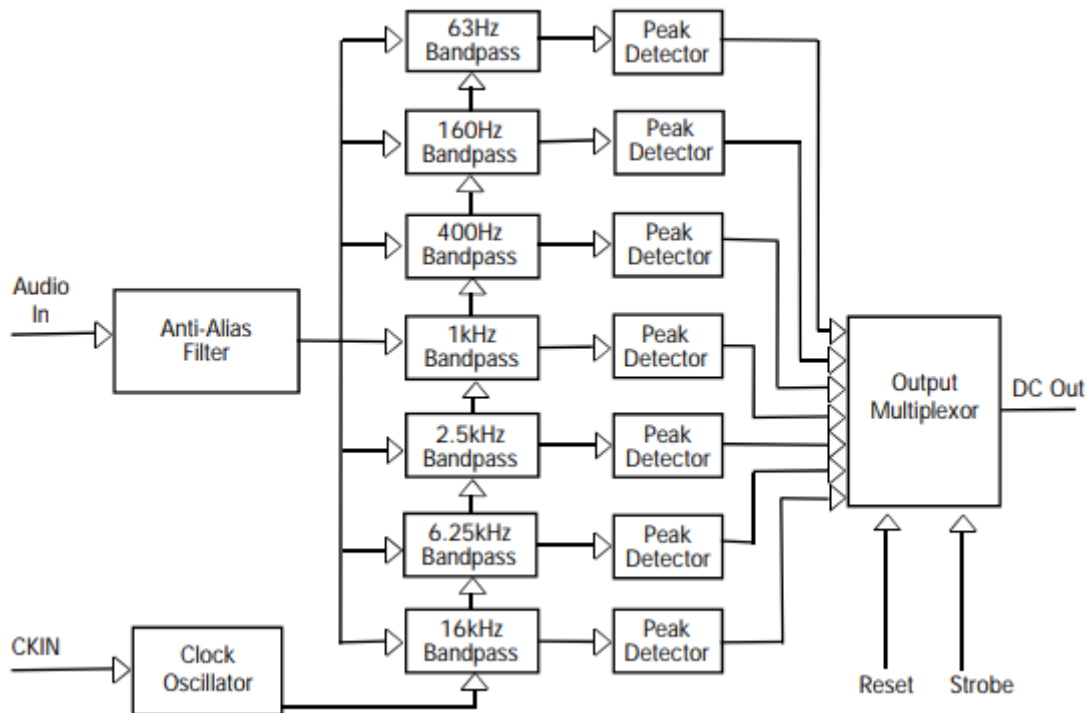 63Hz
Bandpass
Peak
Detector
160Hz
Bandpass
Peak
Detector
400Hz
Bandpass
Peak
Detector
Audio
In
Anti-Alias
Filter
1kHz
Bandpass
Peak
Detector
Output
Multiplexor
DC Out
2.5kHz
Bandpass
Peak
Detector
6.25kHz
Bandpass
Peak
Detector
16kHz
Bandpass
Peak
Detector
CKIN
Clock
Oscillator
Reset
Strobe